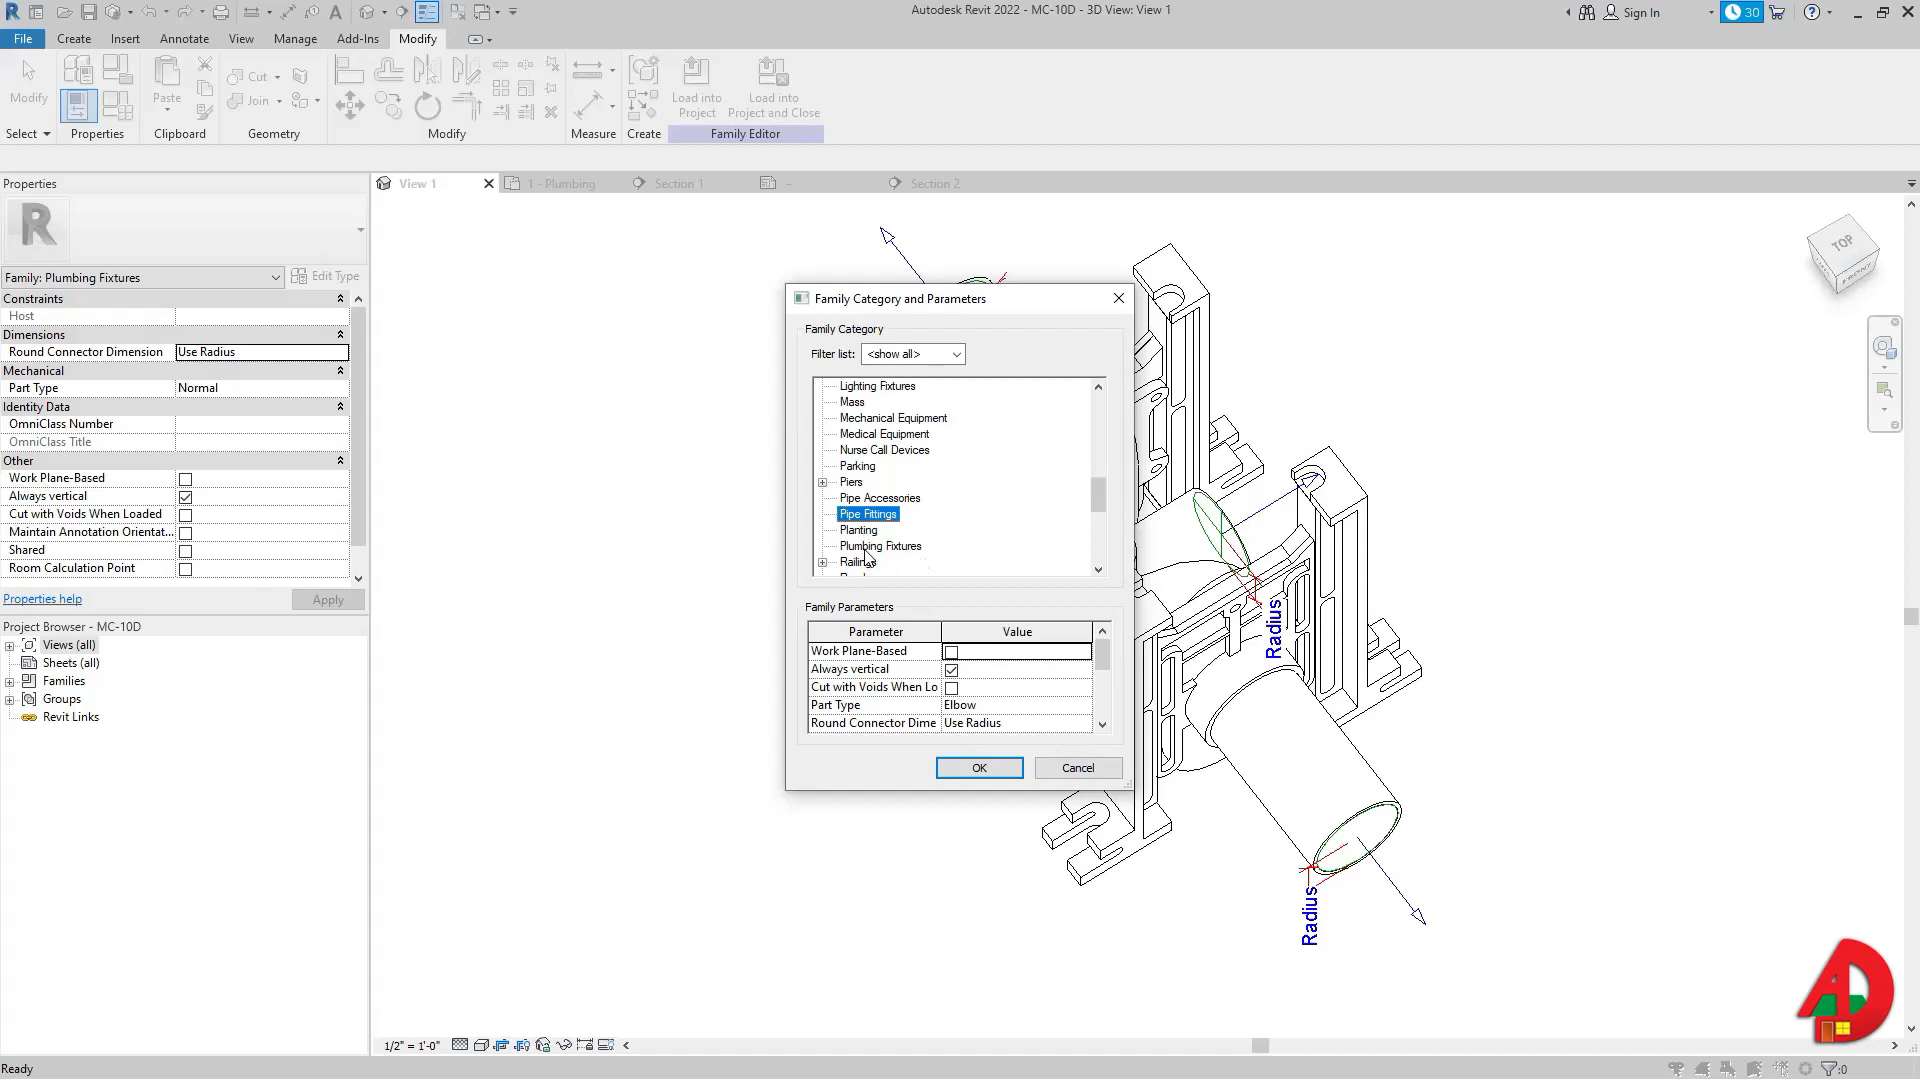 Autodesk Revit 2022 - MC-10D - 3D View: View 1
Sign In
30
File
Create
Insert
Annotate
View
Manage
Add-Ins
Modify
Modify
Paste
Cut
Join
Load into
Project
Load into
Project and Close
Select
Properties
Clipboard
Geometry
Modify
Measure
Create
Family Editor
Properties
View 1
1 - Plumbing
Section 1
-
Section 2
R
Family: Plumbing Fixtures
Edit Type
Constraints
Host
Dimensions
Round Connector Dimension
Use Radius
Mechanical
Part Type
Normal
Identity Data
OmniClass Number
OmniClass Title
Other
Work Plane-Based
Always vertical
Cut with Voids When Loaded
Maintain Annotation Orientat...
Shared
Room Calculation Point
Properties help
Apply
Project Browser - MC-10D
Views (all)
Sheets (all)
Families
Groups
Revit Links
Family Category and Parameters
Family Category
Filter list:
<show all>
Lighting Fixtures
Mass
Mechanical Equipment
Medical Equipment
Nurse Call Devices
Parking
Piers
Pipe Accessories
Pipe Fittings
Planting
Plumbing Fixtures
Family Parameters
Parameter
Value
Work Plane-Based
Always vertical
Cut with Voids When Lo
Part Type
Elbow
Round Connector Dime
Use Radius
OK
Cancel
TOP
FRONT
Radius
Radius
1/2" = 1'-0"
Ready
:0